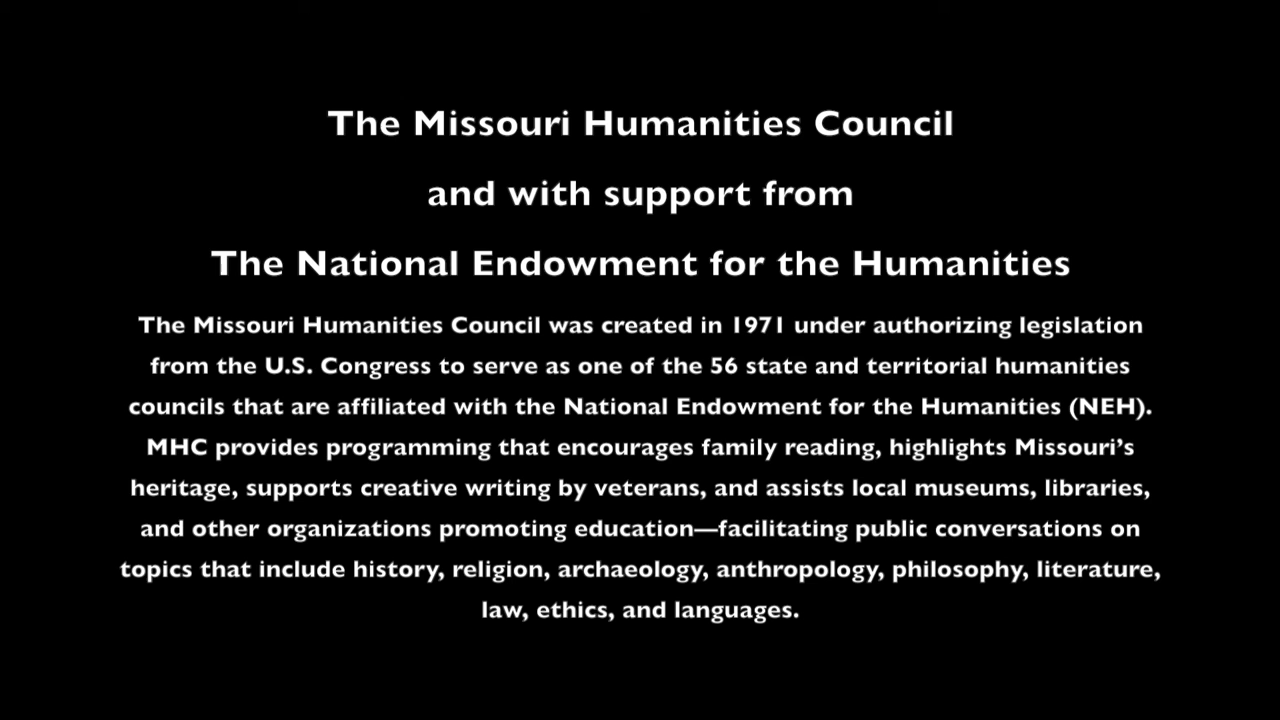 The Missouri Humanities Council
and with support from
The National Endowment for the Humanities
The Missouri Humanities Council was created in 1971 under authorizing legislation
from the U.S. Congress to serve as one of the 56 state and territorial humanities
councils that are affiliated with the National Endowment for the Humanities (NEH).
MHC provides programming that encourages family reading, highlights Missouri’s
heritage, supports creative writing by veterans, and assists local museums, libraries,
and other organizations promoting education—facilitating public conversations on
topics that include history, religion, archaeology, anthropology, philosophy, literature,
law, ethics, and languages.